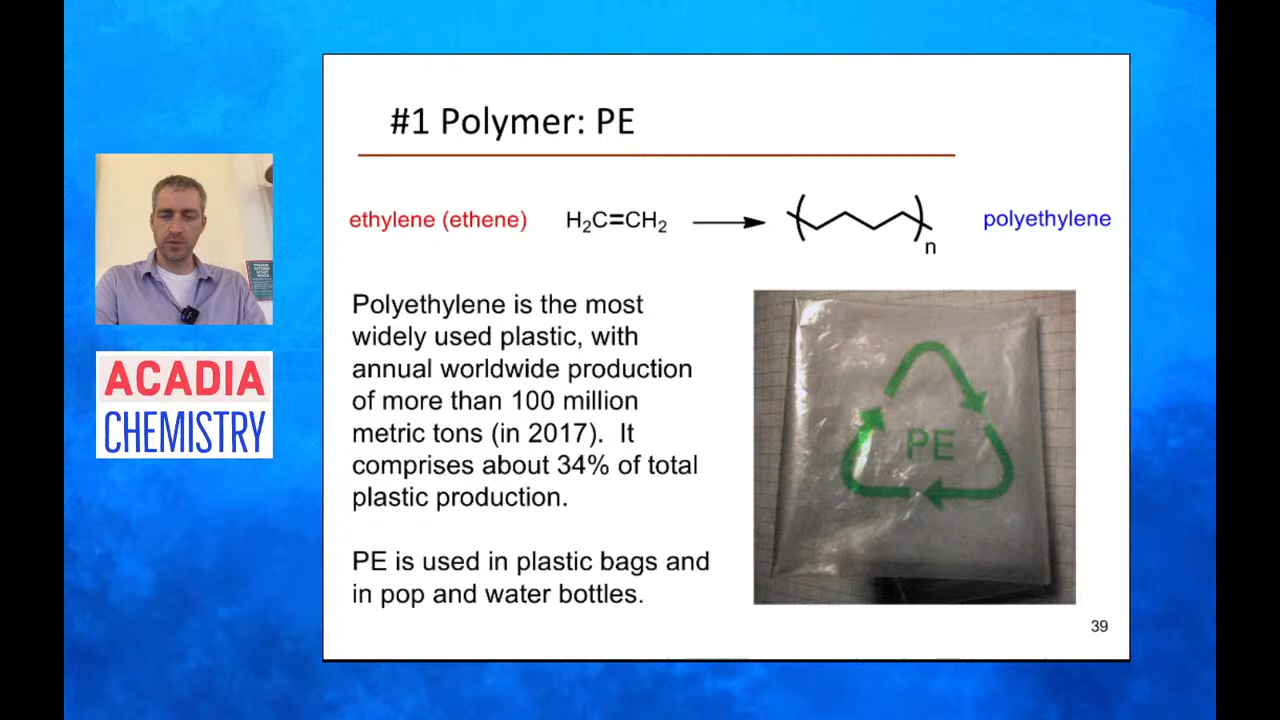 #1 Polymer: PE
ethylene (ethene) H₂C=CH₂ n polyethylene
Polyethylene is the most
widely used plastic, with
annual worldwide production
of more than 100 million
metric tons (in 2017). It
comprises about 34% of total
plastic production.
PE is used in plastic bags and
in pop and water bottles.
PE
39
ACADIA
CHEMISTRY